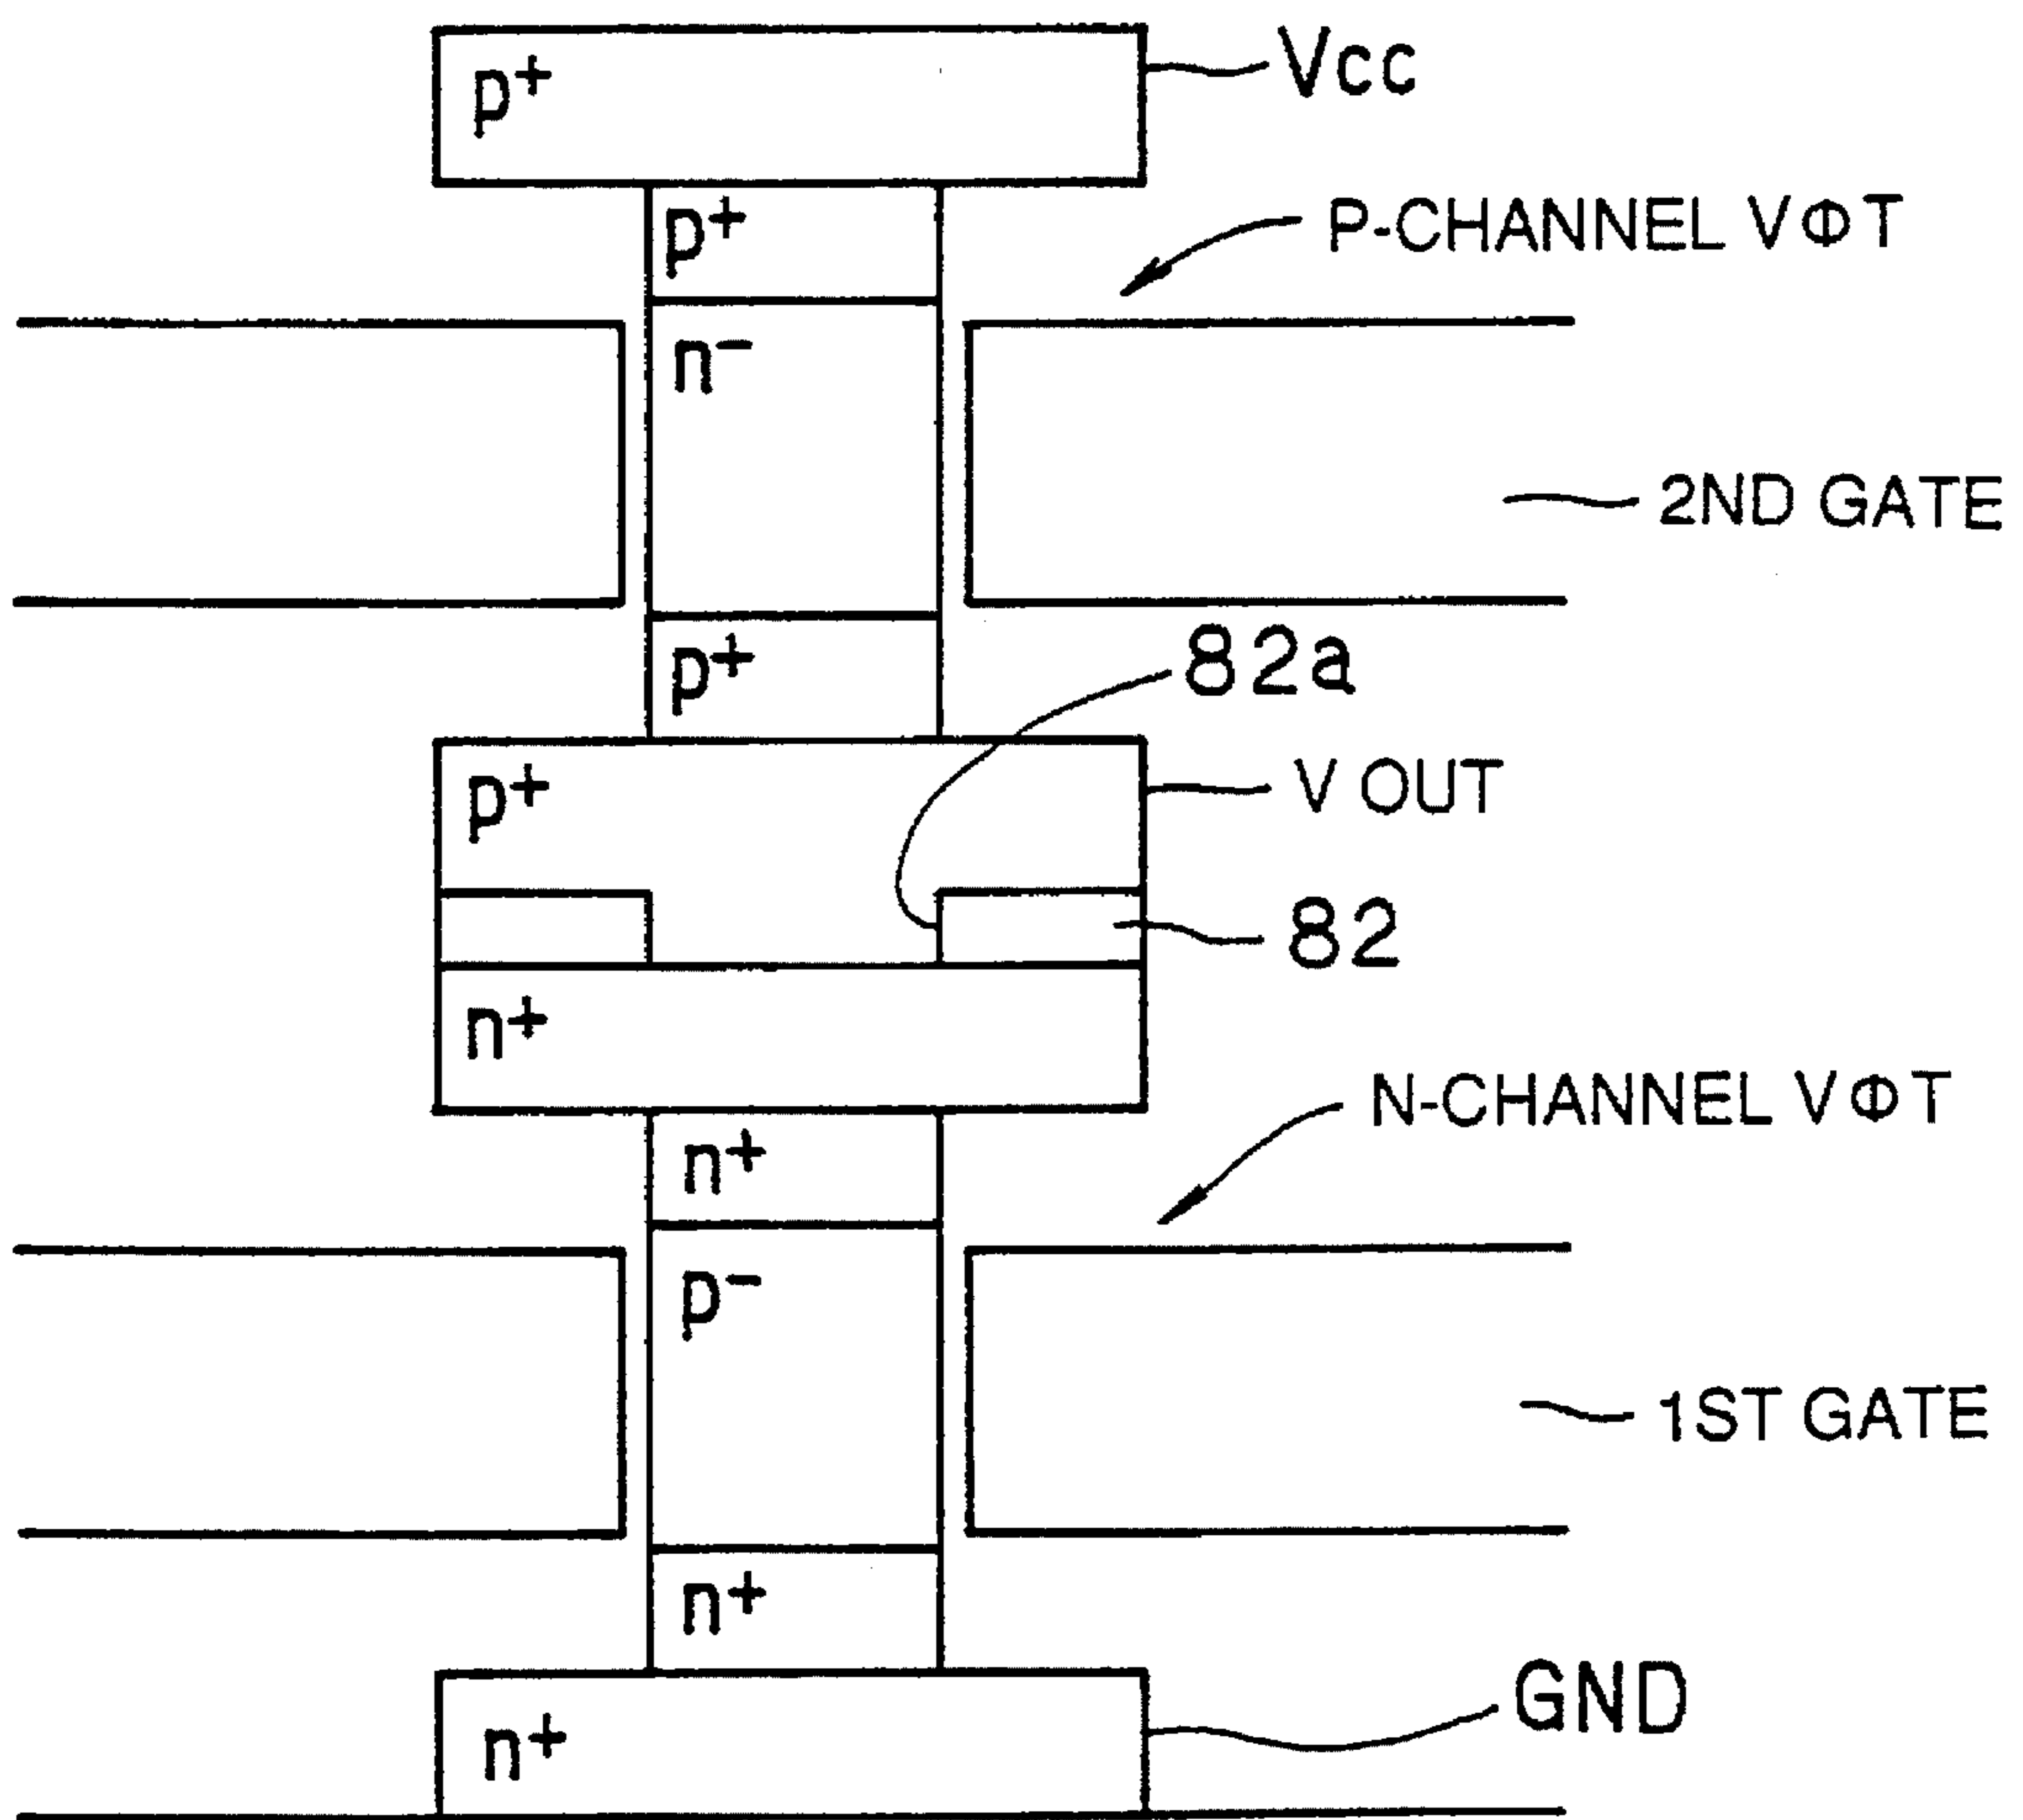 p+
Vcc
p+
P-CHANNEL VΦT
n−
2ND GATE
p+
82a
p+
V OUT
82
n+
N-CHANNEL VΦT
n+
p−
1ST GATE
n+
GND
n+